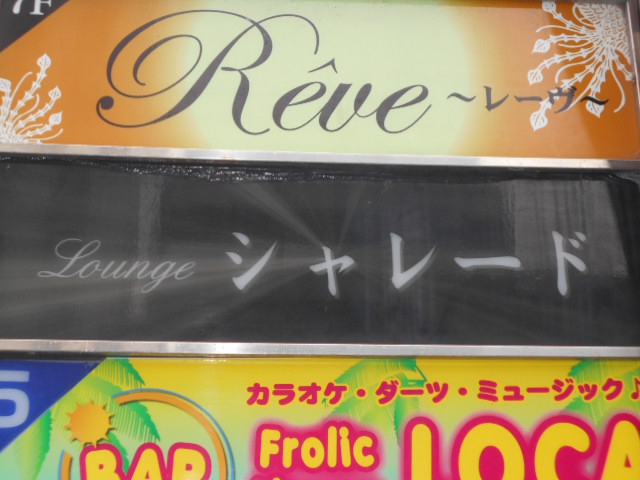 7F
Rêve ~レーヴ~
Lounge シャレード
5
カラオケ・ダーツ・ミュージック♪
BAR Frolic